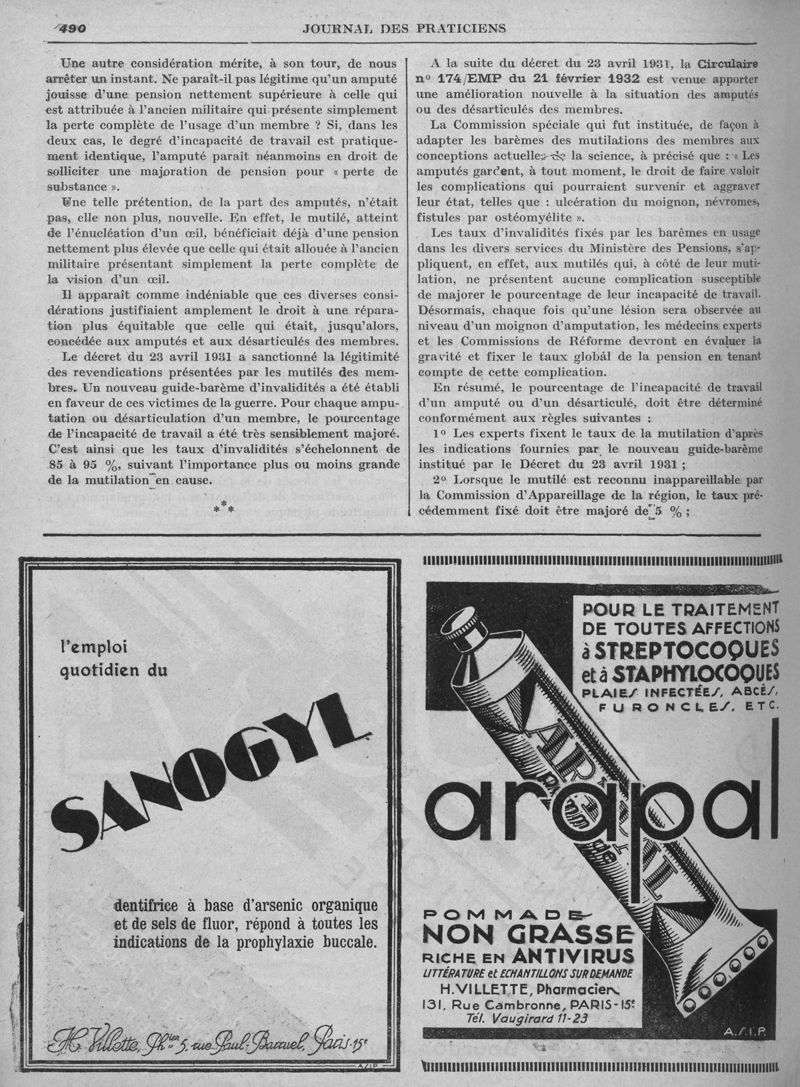 490
JOURNAL DES PRATICIENS
Une autre considération mérite, à son tour, de nous
arrêter un instant. Ne paraît-il pas légitime qu'un amputé
jouisse d'une pension nettement supérieure à celle qui
est attribuée à l'ancien militaire qui présente simplement
la perte complète de l'usage d'un membre ? Si, dans les
deux cas, le degré d'incapacité de travail est pratique-
ment identique, l'amputé paraît néanmoins en droit de
solliciter une majoration de pension pour « perte de
substance ».
Une telle prétention, de la part des amputés, n'était
pas, elle non plus, nouvelle. En effet, le mutilé, atteint
de l'énucléation d'un œil, bénéficiait déjà d'une pension
nettement plus élevée que celle qui était allouée à l'ancien
militaire présentant simplement la perte complète de
la vision d'un œil.
Il apparaît comme indéniable que ces diverses consi-
dérations justifiaient amplement le droit à une répara-
tion plus équitable que celle qui était, jusqu'alors,
concédée aux amputés et aux désarticulés des membres.
Le décret du 23 avril 1931 a sanctionné la légitimité
des revendications présentées par les mutilés des mem-
bres. Un nouveau guide-barème d'invalidités a été établi
en faveur de ces victimes de la guerre. Pour chaque ampu-
tation ou désarticulation d'un membre, le pourcentage
de l'incapacité de travail a été très sensiblement majoré.
C'est ainsi que les taux d'invalidités s'échelonnent de
85 à 95 %, suivant l'importance plus ou moins grande
de la mutilation en cause.
***
A la suite du décret du 23 avril 1931, la Circulaire
nº 174/EMP du 21 février 1932 est venue apporter
une amélioration nouvelle à la situation des amputés
ou des désarticulés des membres.
La Commission spéciale qui fut instituée, de façon à
adapter les barèmes des mutilations des membres aux
conceptions actuelles de la science, à précisé que : « Les
amputés gardent, à tout moment, le droit de faire valoir
les complications qui pourraient survenir et aggraver
leur état, telles que : ulcération du moignon, névromes,
fistules par ostéomyélite ».
Les taux d'invalidités fixés par les barêmes en usage
dans les divers services du Ministère des Pensions, s'ap-
pliquent, en effet, aux mutilés qui, à côté de leur muti-
lation, ne présentent aucune complication susceptible
de majorer le pourcentage de leur incapacité de travail.
Désormais, chaque fois qu'une lésion sera observée au
niveau d'un moignon d'amputation, les médecins experts
et les Commissions de Réforme devront en évaluer la
gravité et fixer le taux global de la pension en tenant
compte de cette complication.
En résumé, le pourcentage de l'incapacité de travail
d'un amputé ou d'un désarticulé, doit être déterminé
conformément aux règles suivantes :
1º Les experts fixent le taux de la mutilation d'après
les indications fournies par le nouveau guide-barème
institué par le Décret du 23 avril 1931 ;
2º Lorsque le mutilé est reconnu inappareillable par
la Commission d'Appareillage de la région, le taux pré-
cédemment fixé doit être majoré de 5 % ;
l'emploi
quotidien du
SANOGYL
dentifrice à base d'arsenic organique
et de sels de fluor, répond à toutes les
indications de la prophylaxie buccale.
H. Villette, Phien 5, rue Paul-Barruel, Paris-15e
A.S.I.P.
POUR LE TRAITEMENT
DE TOUTES AFFECTIONS
à STREPTOCOQUES
et à STAPHYLOCOQUES
PLAIES INFECTÉES, ABCÈS,
FURONCLES, ETC.
arapal
POMMADE
NON GRASSE
RICHE EN ANTIVIRUS
LITTÉRATURE et ECHANTILLONS SUR DEMANDE
H. VILLETTE, Pharmacien,
131, Rue Cambronne, PARIS-15e
Tél. Vaugirard 11-23
A.S.I.P.